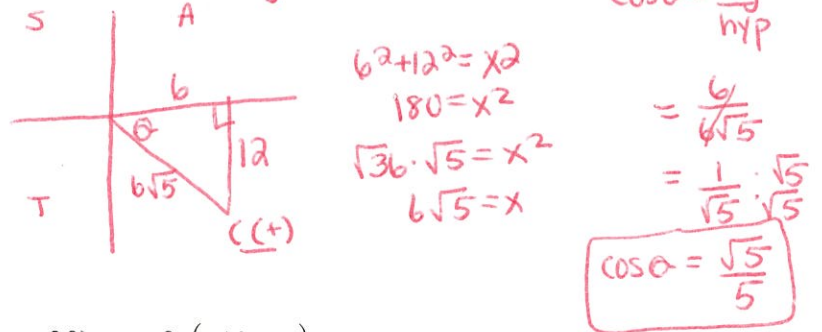 S A
6
θ
12
6√5
T
C(+)
6²+12²=x2
180=x²
√36·√5=x²
6√5=x
hyp
= 6/6√5
= 1/√5 · √5/√5
cosθ = √5/5